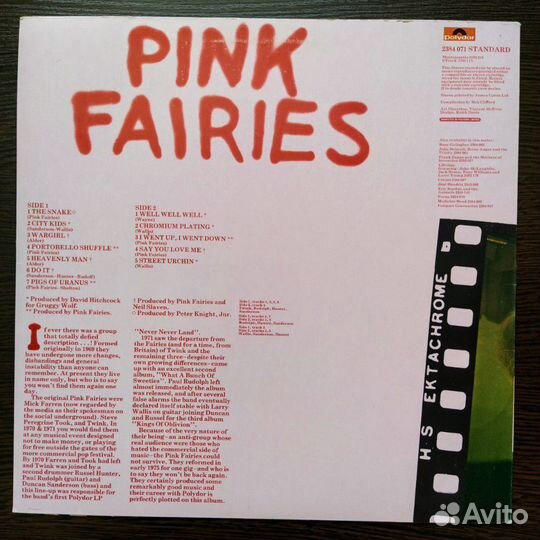 PINK
FAIRIES
Polydor
2384 071 STANDARD
SIDE 1
1 THE SNAKE○
(Pink Fairies)
2 CITY KIDS *
(Sanderson-Wallis)
3 WARGIRL †
(Alder)
4 PORTOBELLO SHUFFLE **
(Pink Fairies)
5 HEAVENLY MAN †
(Alder)
6 DO IT †
(Sanderson-Hunter-Rudolf)
7 PIGS OF URANUS **
(Pink Fairies-Shelton)
SIDE 2
1 WELL WELL WELL *
(Wayne)
2 CHROMIUM PLATING *
(Wallis)
3 I WENT UP, I WENT DOWN **
(Pink Fairies)
4 SAY YOU LOVE ME †
(Pink Fairies)
5 STREET URCHIN *
(Wallis)
* Produced by David Hitchcock
for Gruggy Wolf.
** Produced by Pink Fairies.
† Produced by Pink Fairies and
Neil Slaven.
○ Produced by Peter Knight, Jnr.
If ever there was a group
that totally defied
description . . .! Formed
originally in 1969 they
have undergone more changes,
disbandings and general
instability than anyone can
remember. At present they live
in name only, but who is to say
you won't find them again one
day.
The original Pink Fairies were
Mick Farren (now regarded by
the media as their spokesman on
the social underground). Steve
Peregrine Took, and Twink. In
1970 & 1971 you would find them
at any musical event designed
not to make money, or playing
for free outside the gates of the
more commercial pop festival.
By 1970 Farren and Took had left
and Twink was joined by a
second drummer Russel Hunter.
Paul Rudolph (guitar) and
Duncan Sanderson (bass) and
this line-up was responsible for
the band's first Polydor LP
"Never Never Land".
1971 saw the departure from
the Fairies (and for a time, from
Britain) of Twink and the
remaining three - despite their
own growing differences - came
up with an excellent second
album, "What A Bunch Of
Sweeties". Paul Rudolph left
almost immediately the album
was released, and after several
false alarms the band eventually
declared itself stable with Larry
Wallis on guitar joining Duncan
and Russel for the third album
"Kings Of Oblivion".
Because of the very nature of
their being - an anti-group whose
real audience were those who
hated the commercial side of
music - the Pink Fairies could
not survive. They reformed in
early 1975 for one gig - and who is
to say they won't be back again.
They certainly produced some
remarkably good music and
their career with Polydor is
perfectly plotted on this album.
HS EKTACHROME
Avito